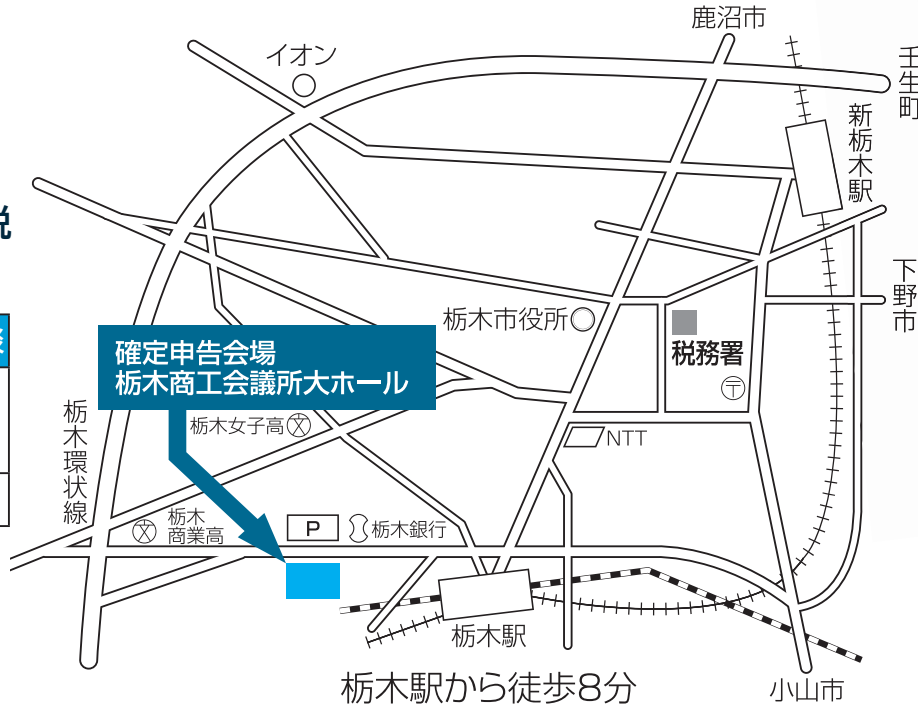 鹿沼市
イオン
壬生町
新栃木駅
税
下野市
栃木市役所
税務署
〒
確定申告会場
栃木商工会議所大ホール
栃木環状線
栃木女子高
文
NTT
文
栃木
商業高
P
栃木銀行
栃木駅
栃木駅から徒歩8分
小山市